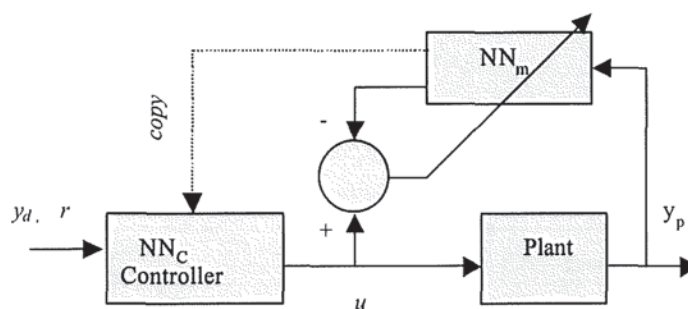 NNm
copy
-
+
yd, r
NNC
Controller
u
Plant
yp